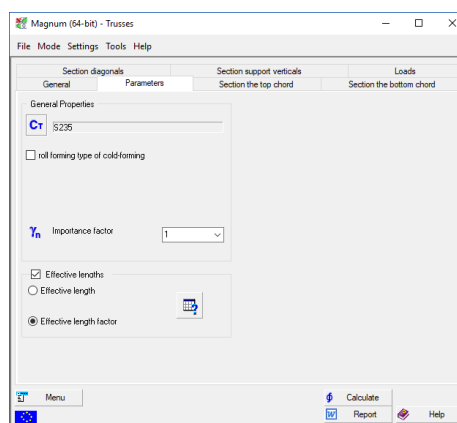 Magnum (64-bit) - Trusses
File Mode Settings Tools Help
Section diagonals Section support verticals Loads
General Parameters Section the top chord Section the bottom chord
General Properties
Cт S235
roll forming type of cold-forming
γn Importance factor 1
Effective lengths
Effective length
Effective length factor
Menu Calculate
Report Help